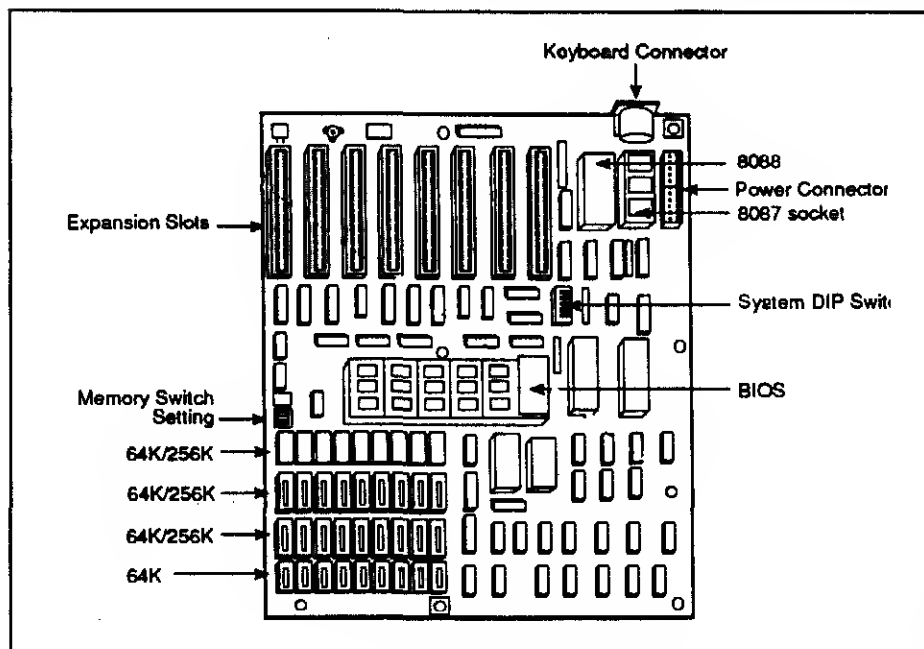 Keyboard Connector
8088
Power Connector
8087 socket
Expansion Slots
System DIP Switc
BIOS
Memory Switch
Setting
64K/256K
64K/256K
64K/256K
64K